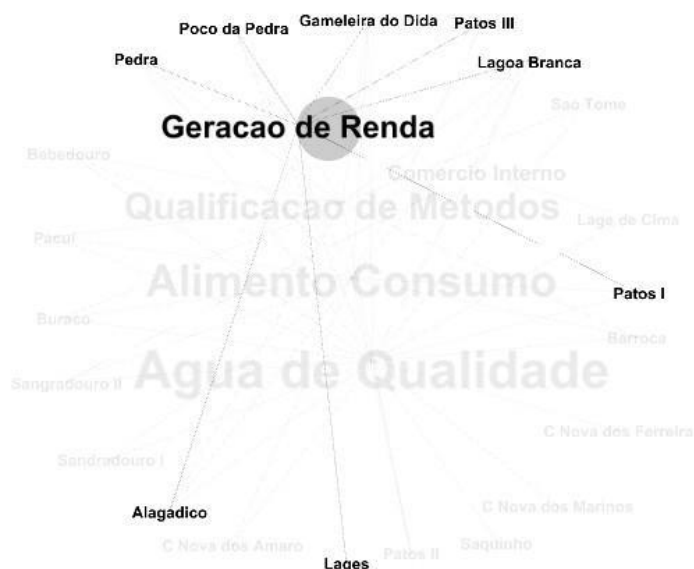 Gameleira do Dida
Patos III
Poco da Pedra
Pedra
Lagoa Branca
Sao Tome
Geracao de Renda
Bebedouro
Comercio Interno
Qualificacao de Metodos
Lage de Cima
Pacui
Alimento Consumo
Patos I
Buraco
Barroca
Agua de Qualidade
Sangradouro II
C Nova dos Ferreira
Sandradouro I
C Nova dos Marinos
Alagadico
C Nova dos Amaro
Saquinho
Patos II
Lages